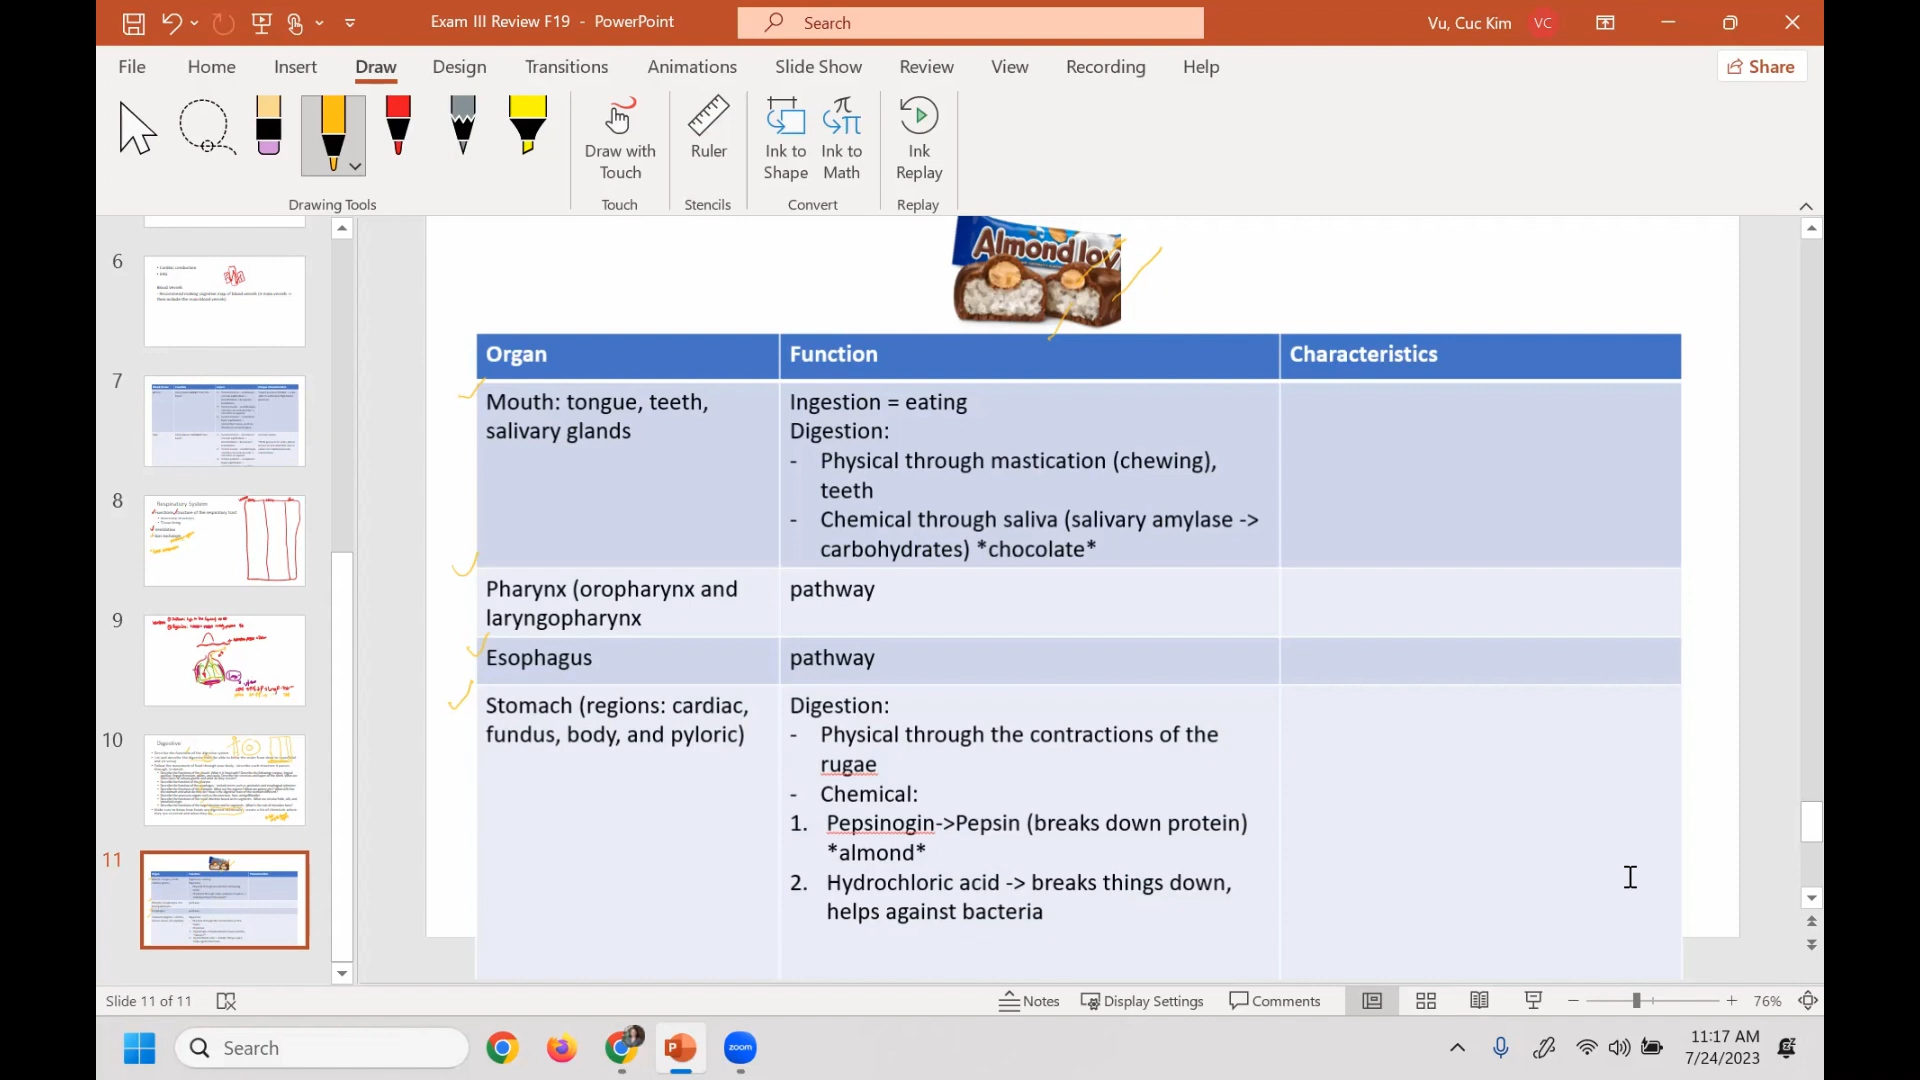 Exam III Review F19 - PowerPoint
Search
Vu, Cuc Kim
VC
File
Home
Insert
Draw
Design
Transitions
Animations
Slide Show
Review
View
Recording
Help
Share
Draw with
Touch
Ruler
Ink to
Shape
Ink to
Math
Ink
Replay
Drawing Tools
Touch
Stencils
Convert
Replay
6
7
8
Respiratory System
9
10
Digestive
11
Almond Joy
Organ
Function
Characteristics
Mouth: tongue, teeth,
salivary glands
Ingestion = eating
Digestion:
- Physical through mastication (chewing),
teeth
- Chemical through saliva (salivary amylase ->
carbohydrates) *chocolate*
Pharynx (oropharynx and
laryngopharynx
pathway
Esophagus
pathway
Stomach (regions: cardiac,
fundus, body, and pyloric)
Digestion:
- Physical through the contractions of the
rugae
- Chemical:
1. Pepsinogin->Pepsin (breaks down protein)
*almond*
2. Hydrochloric acid -> breaks things down,
helps against bacteria
Slide 11 of 11
Notes
Display Settings
Comments
76%
Search
zoom
11:17 AM
7/24/2023